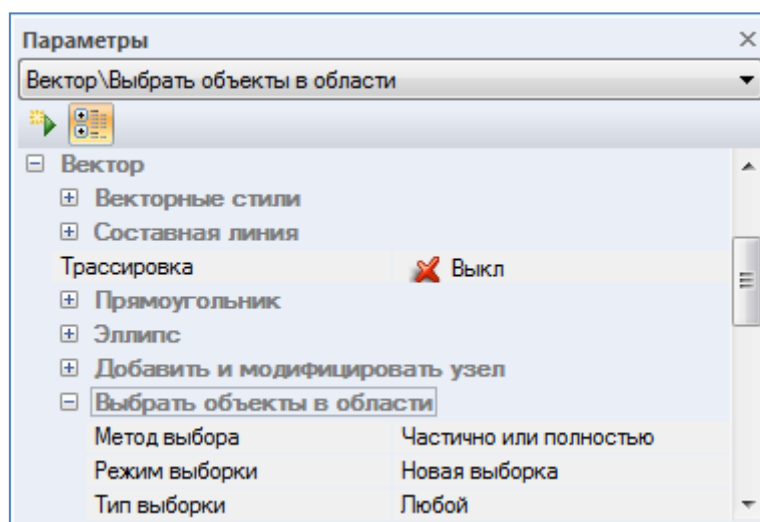 Параметры
Вектор\Выбрать объекты в области
Вектор
Векторные стили
Составная линия
Трассировка Выкл
Прямоугольник
Эллипс
Добавить и модифицировать узел
Выбрать объекты в области
Метод выбора Частично или полностью
Режим выборки Новая выборка
Тип выборки Любой